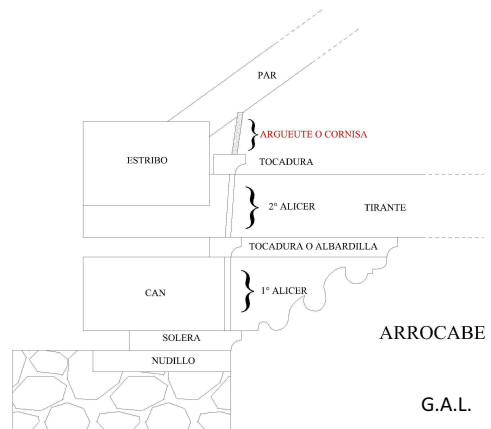 PAR
ARGUEUTE O CORNISA
ESTRIBO
TOCADURA
2º ALICER
TIRANTE
TOCADURA O ALBARDILLA
CAN
1º ALICER
ARROCABE
SOLERA
NUDILLO
G.A.L.